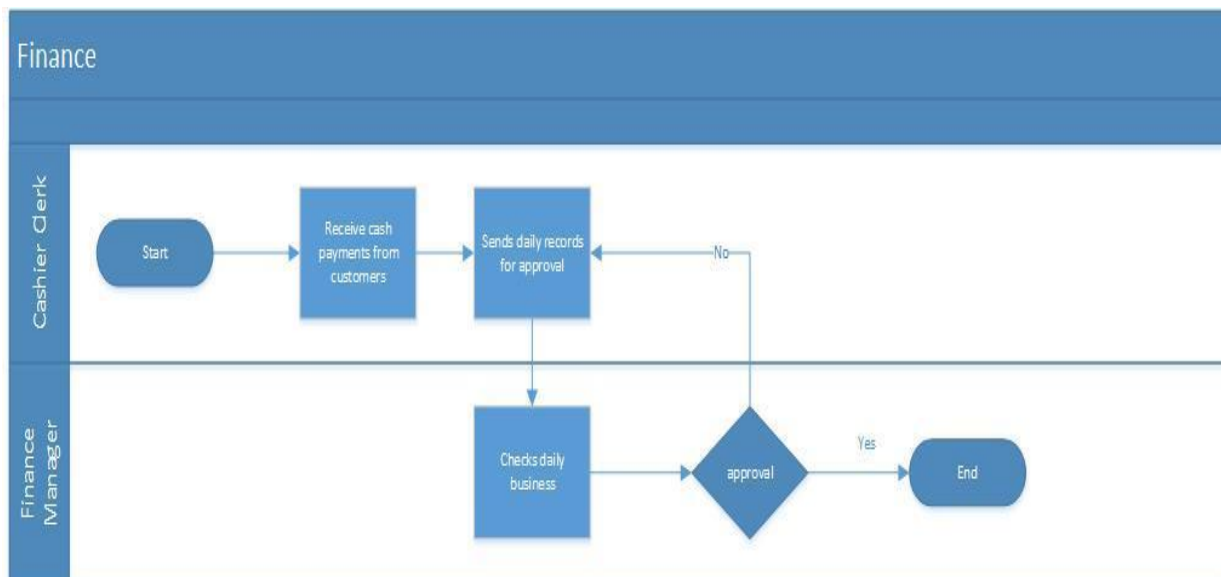 Finance
Cashier Clerk
Start
Receive cash
payments from
customers
Sends daily records
for approval
No
Finance
Manager
Checks daily
business
approval
Yes
End